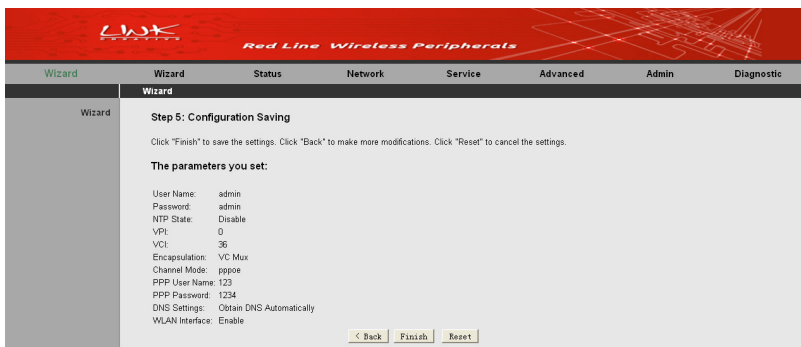 LINK
Red Line Wireless Peripherals
Wizard
Wizard Status Network Service Advanced Admin Diagnostic
Wizard
Wizard
Step 5: Configuration Saving
Click "Finish" to save the settings. Click "Back" to make more modifications. Click "Reset" to cancel the settings.
The parameters you set:
User Name: admin
Password: admin
NTP State: Disable
VPI: 0
VCI: 36
Encapsulation: VC Mux
Channel Mode: pppoe
PPP User Name: 123
PPP Password: 1234
DNS Settings: Obtain DNS Automatically
WLAN Interface: Enable
< Back Finish Reset